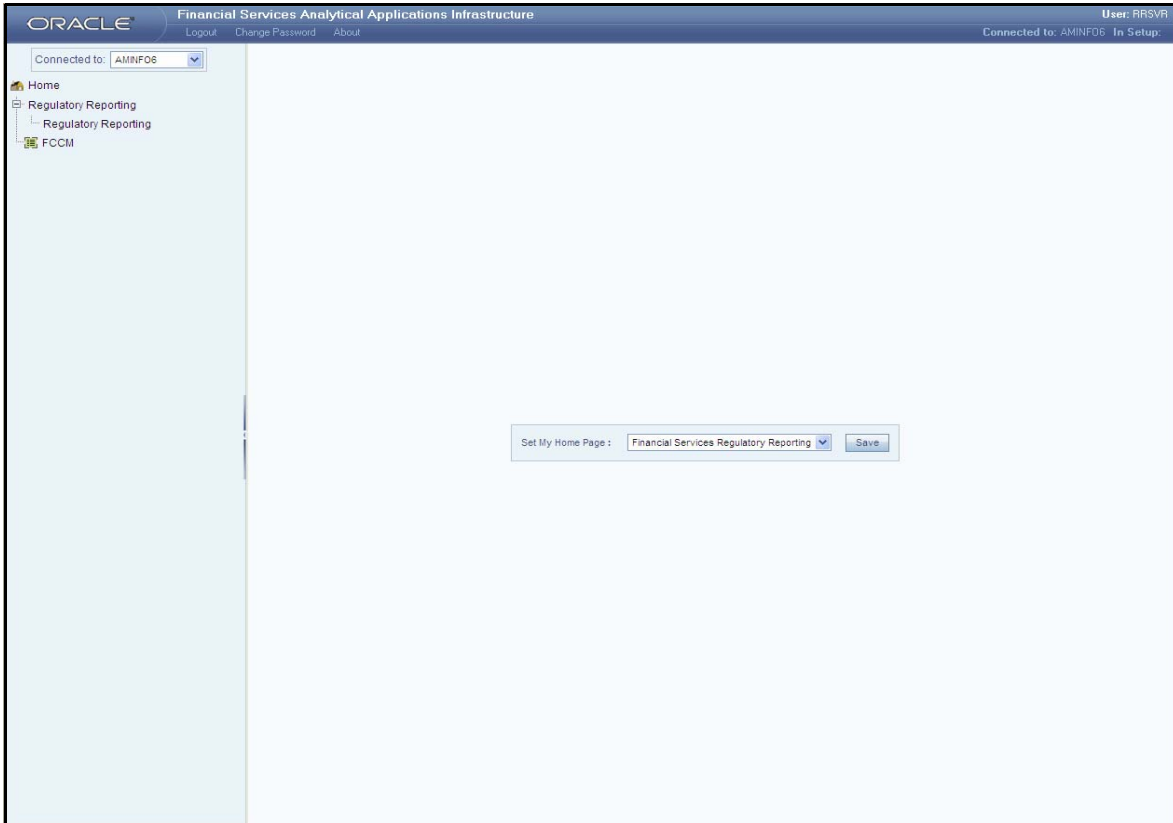 ORACLE
Financial Services Analytical Applications Infrastructure
User: RRSVR
Logout Change Password About
Connected to: AMINFO6 In Setup:
Connected to: AMINFO6
Home
Regulatory Reporting
Regulatory Reporting
FCCM
Set My Home Page : Financial Services Regulatory Reporting Save